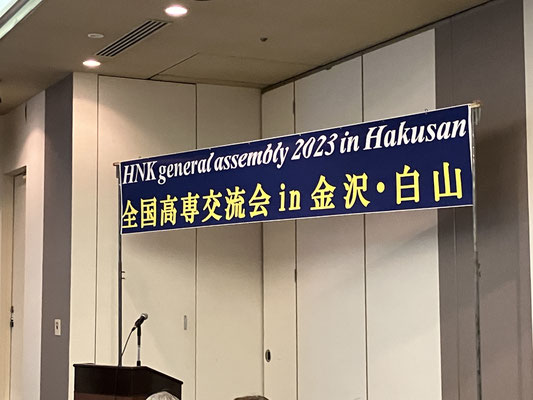 HNK general assembly 2023 in Hakusan
全国高専交流会 in 金沢・白山